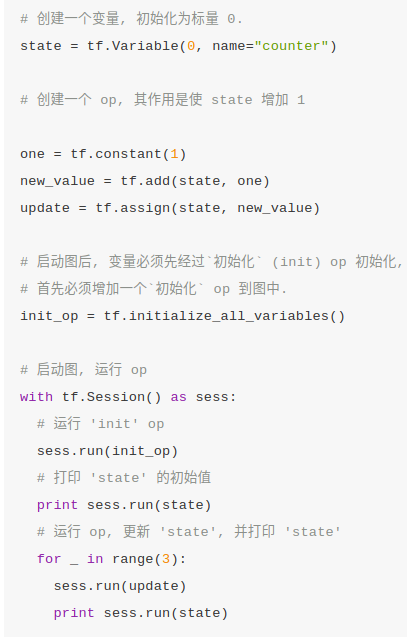 # 创建一个变量, 初始化为标量 0.
state = tf.Variable(0, name="counter")
# 创建一个 op, 其作用是使 state 增加 1
one = tf.constant(1)
new_value = tf.add(state, one)
update = tf.assign(state, new_value)
# 启动图后, 变量必须先经过`初始化` (init) op 初始化,
# 首先必须增加一个`初始化` op 到图中.
init_op = tf.initialize_all_variables()
# 启动图, 运行 op
with tf.Session() as sess:
  # 运行 'init' op
  sess.run(init_op)
  # 打印 'state' 的初始值
  print sess.run(state)
  # 运行 op, 更新 'state', 并打印 'state'
  for _ in range(3):
    sess.run(update)
    print sess.run(state)